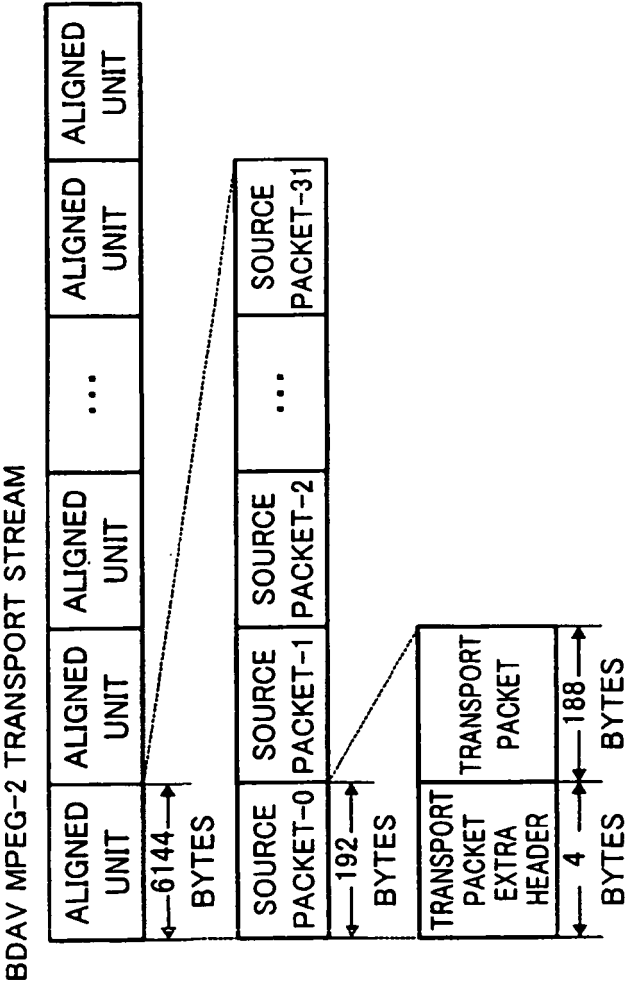 BDAV MPEG-2 TRANSPORT STREAM
ALIGNED
UNIT
ALIGNED
UNIT
ALIGNED
UNIT
...
ALIGNED
UNIT
ALIGNED
UNIT
6144
BYTES
SOURCE
PACKET-0
SOURCE
PACKET-1
SOURCE
PACKET-2
...
SOURCE
PACKET-31
192
BYTES
TRANSPORT
PACKET
EXTRA
HEADER
TRANSPORT
PACKET
4
BYTES
188
BYTES